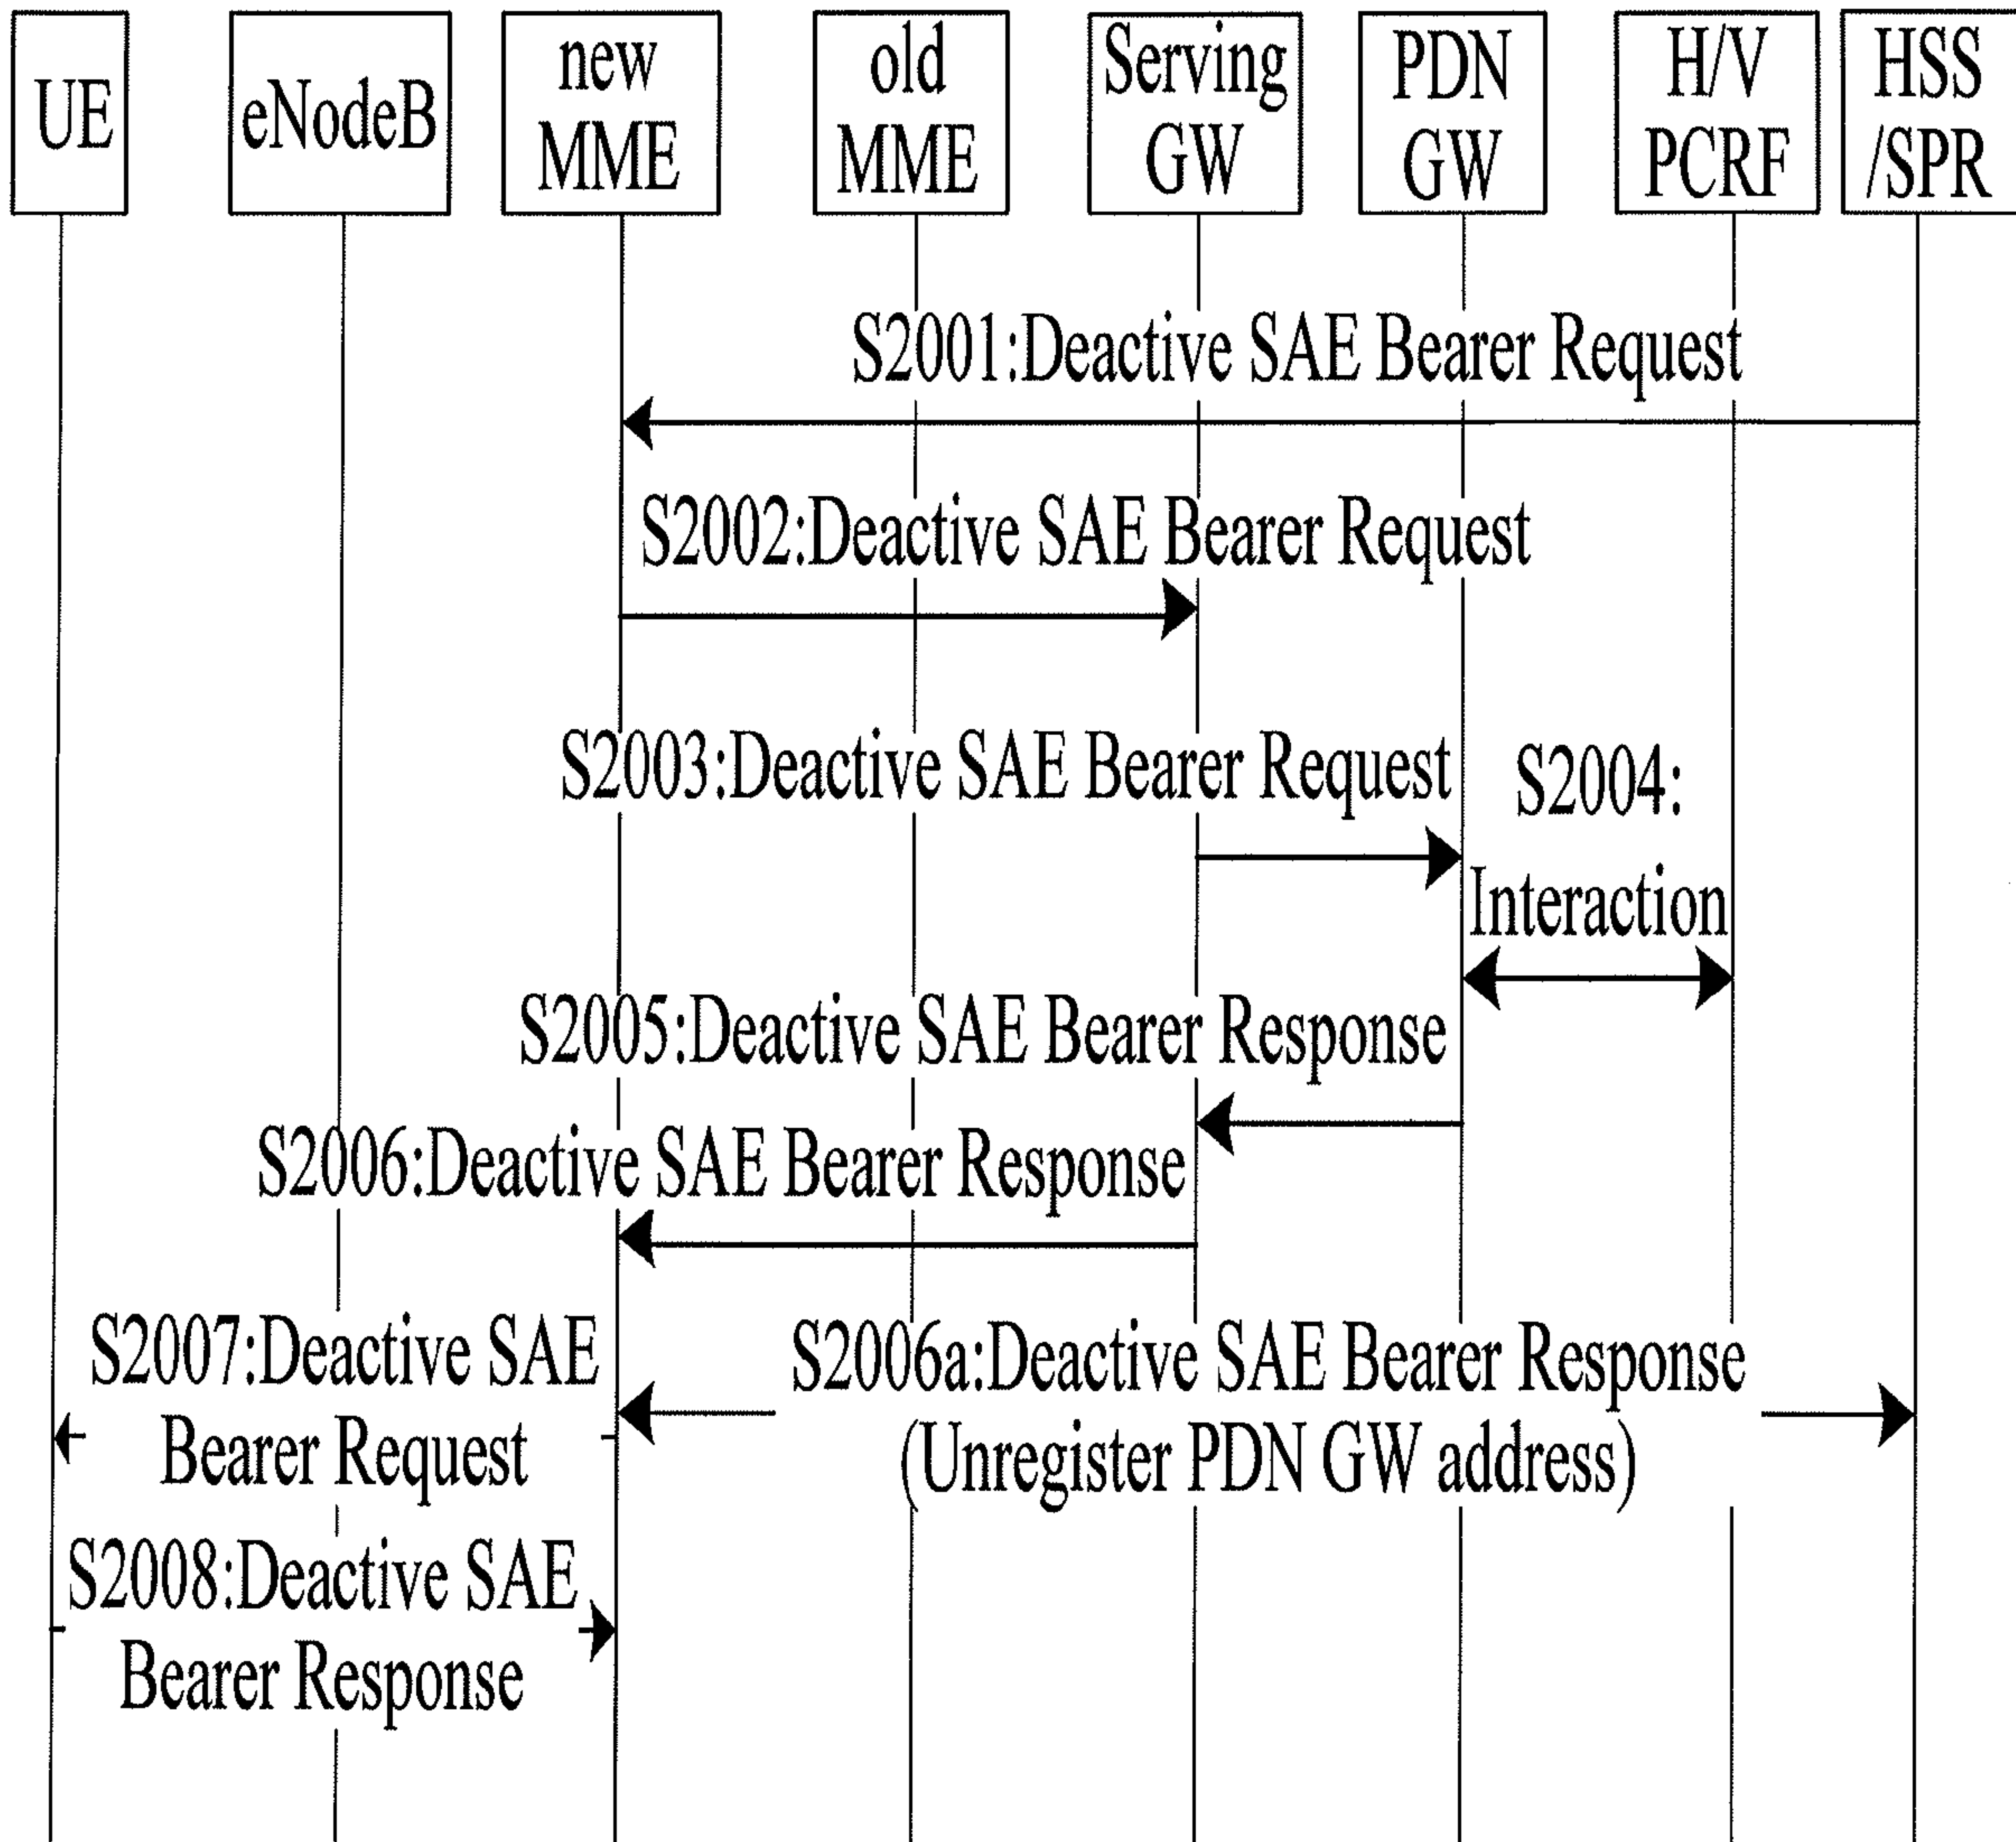 UE
eNodeB
new
MME
old
MME
Serving
GW
PDN
GW
H/V
PCRF
HSS
/SPR
S2001:Deactive SAE Bearer Request
S2002:Deactive SAE Bearer Request
S2003:Deactive SAE Bearer Request
S2004:
Interaction
S2005:Deactive SAE Bearer Response
S2006:Deactive SAE Bearer Response
S2007:Deactive SAE
Bearer Request
S2006a:Deactive SAE Bearer Response
(Unregister PDN GW address)
S2008:Deactive SAE
Bearer Response